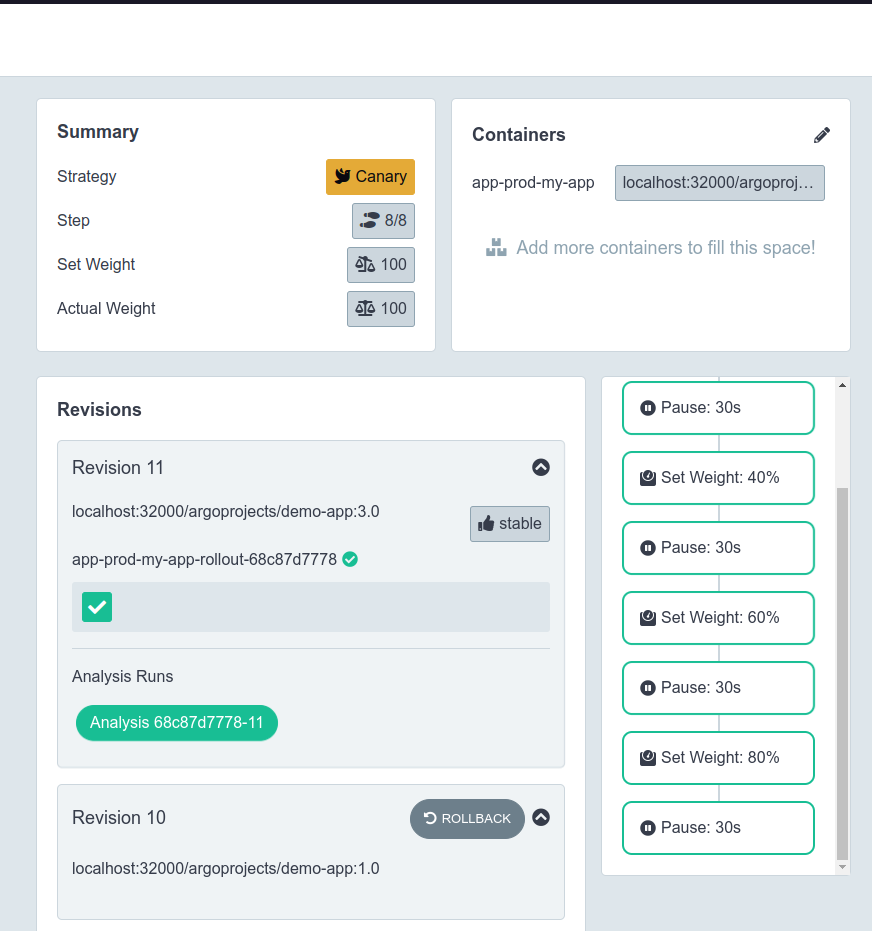 Summary
Strategy
Canary
Step
8/8
Set Weight
100
Actual Weight
100
Containers
app-prod-my-app
localhost:32000/argoproj…
Add more containers to fill this space!
Revisions
Revision 11
localhost:32000/argoprojects/demo-app:3.0
stable
app-prod-my-app-rollout-68c87d7778
Analysis Runs
Analysis 68c87d7778-11
Revision 10
ROLLBACK
localhost:32000/argoprojects/demo-app:1.0
Pause: 30s
Set Weight: 40%
Pause: 30s
Set Weight: 60%
Pause: 30s
Set Weight: 80%
Pause: 30s